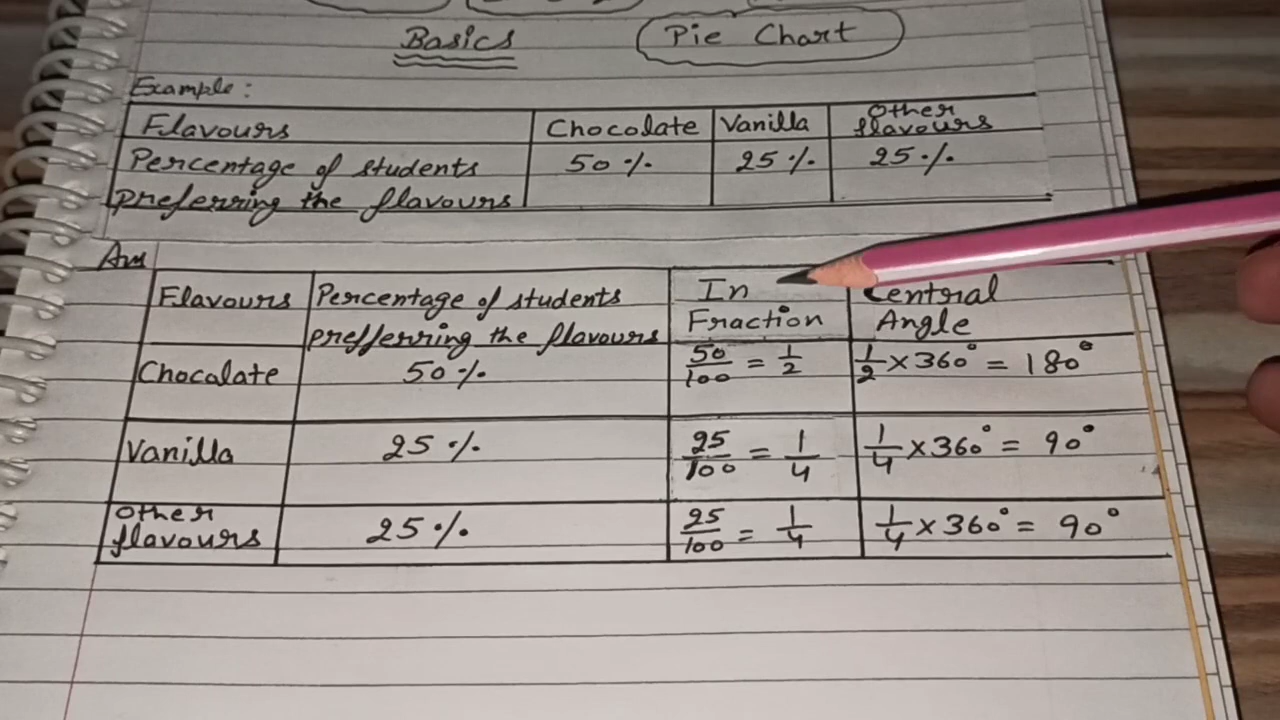 Basics
Pie Chart
Example:
Flavours Chocolate Vanilla Other flavours
Percentage of students preferring the flavours 50% 25% 25%
Ans
Flavours Percentage of students prefferring the flavours In Fraction Central Angle
Chocolate 50% 50/100 = 1/2 1/2 × 360° = 180°
Vanilla 25% 25/100 = 1/4 1/4 × 360° = 90°
Other flavours 25% 25/100 = 1/4 1/4 × 360° = 90°